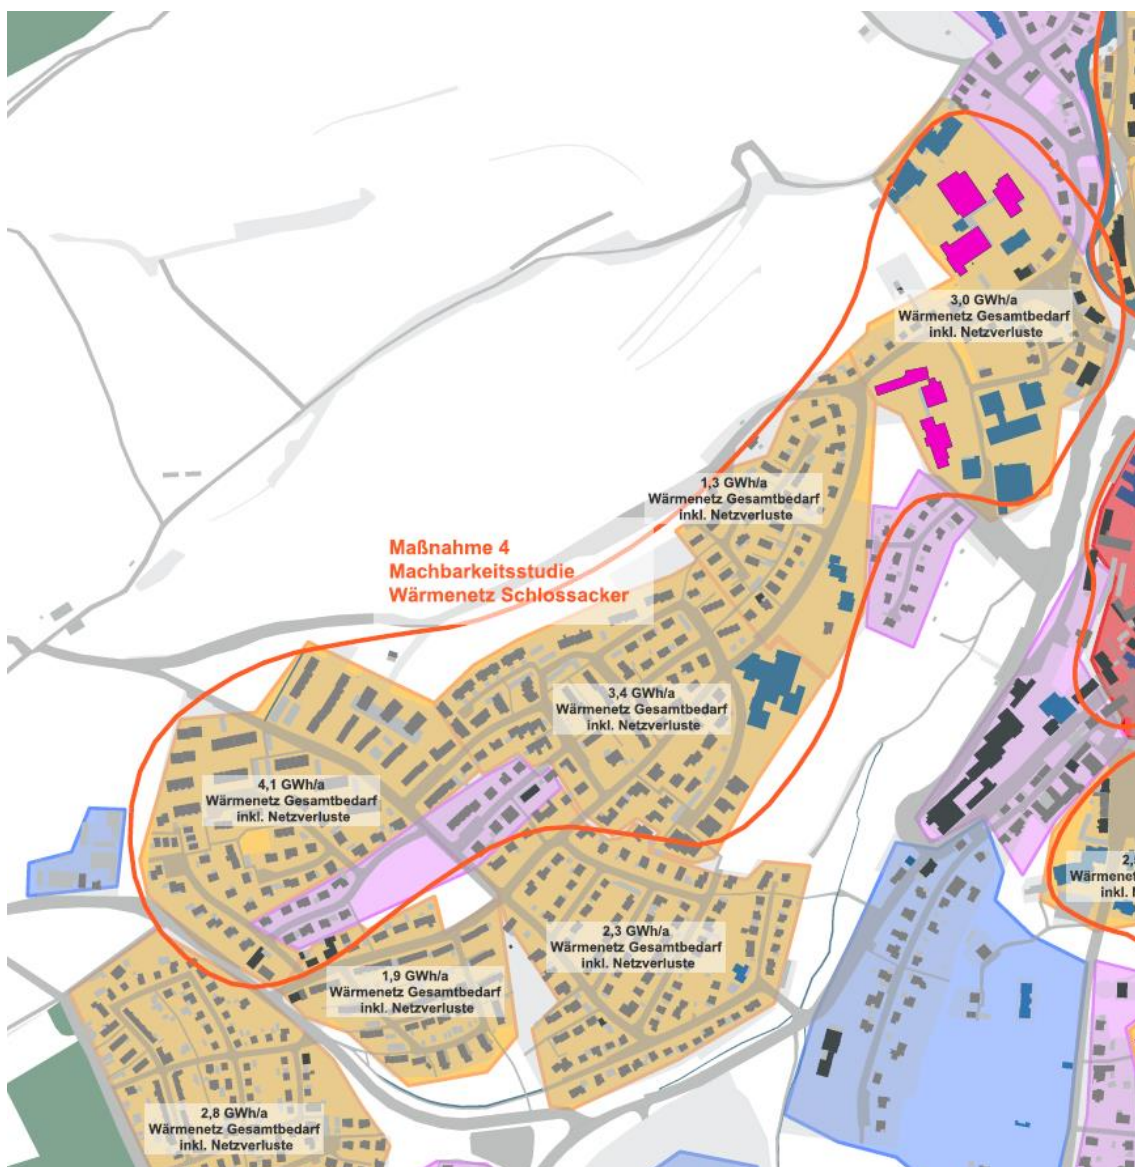 3,0 GWh/a
Wärmenetz Gesamtbedarf
inkl. Netzverluste
1,3 GWh/a
Wärmenetz Gesamtbedarf
inkl. Netzverluste
Maßnahme 4
Machbarkeitsstudie
Wärmenetz Schlossacker
3,4 GWh/a
Wärmenetz Gesamtbedarf
inkl. Netzverluste
4,1 GWh/a
Wärmenetz Gesamtbedarf
inkl. Netzverluste
2,3 GWh/a
Wärmenetz Gesamtbedarf
inkl. Netzverluste
1,9 GWh/a
Wärmenetz Gesamtbedarf
inkl. Netzverluste
2,8 GWh/a
Wärmenetz Gesamtbedarf
inkl. Netzverluste